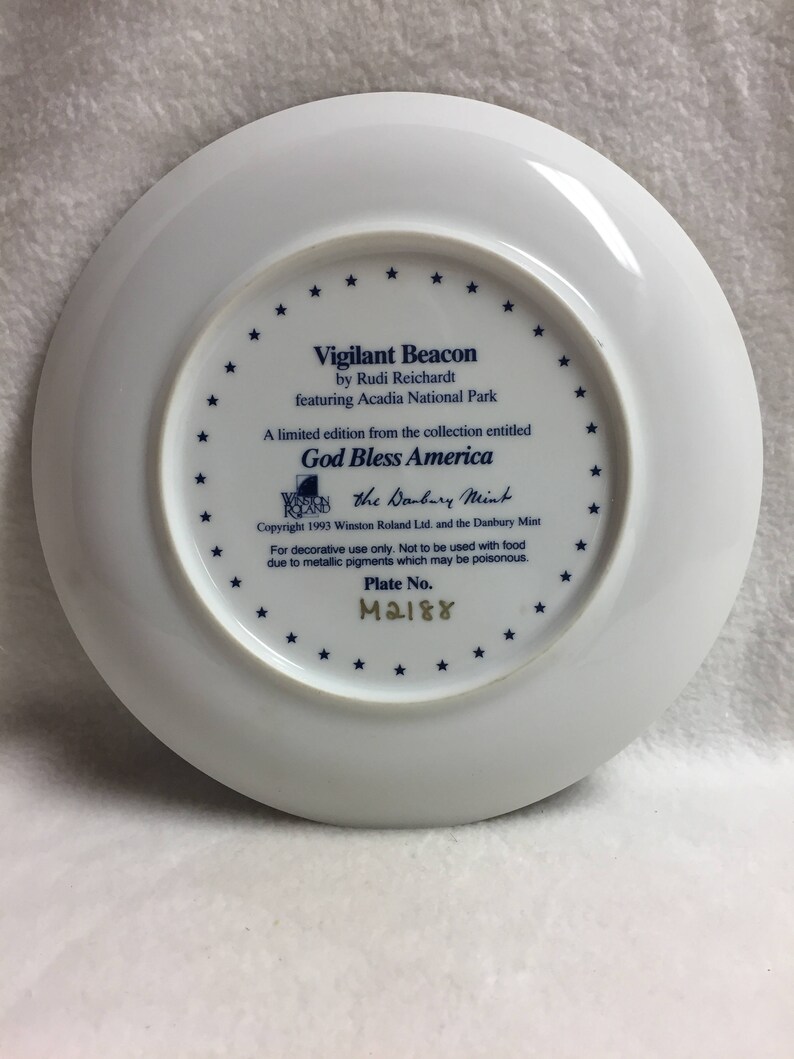 Vigilant Beacon
by Rudi Reichardt
featuring Acadia National Park
A limited edition from the collection entitled
God Bless America
WINSTON
ROLAND
the Danbury Mint
Copyright 1993 Winston Roland Ltd. and the Danbury Mint
For decorative use only. Not to be used with food
due to metallic pigments which may be poisonous.
Plate No.
M2188